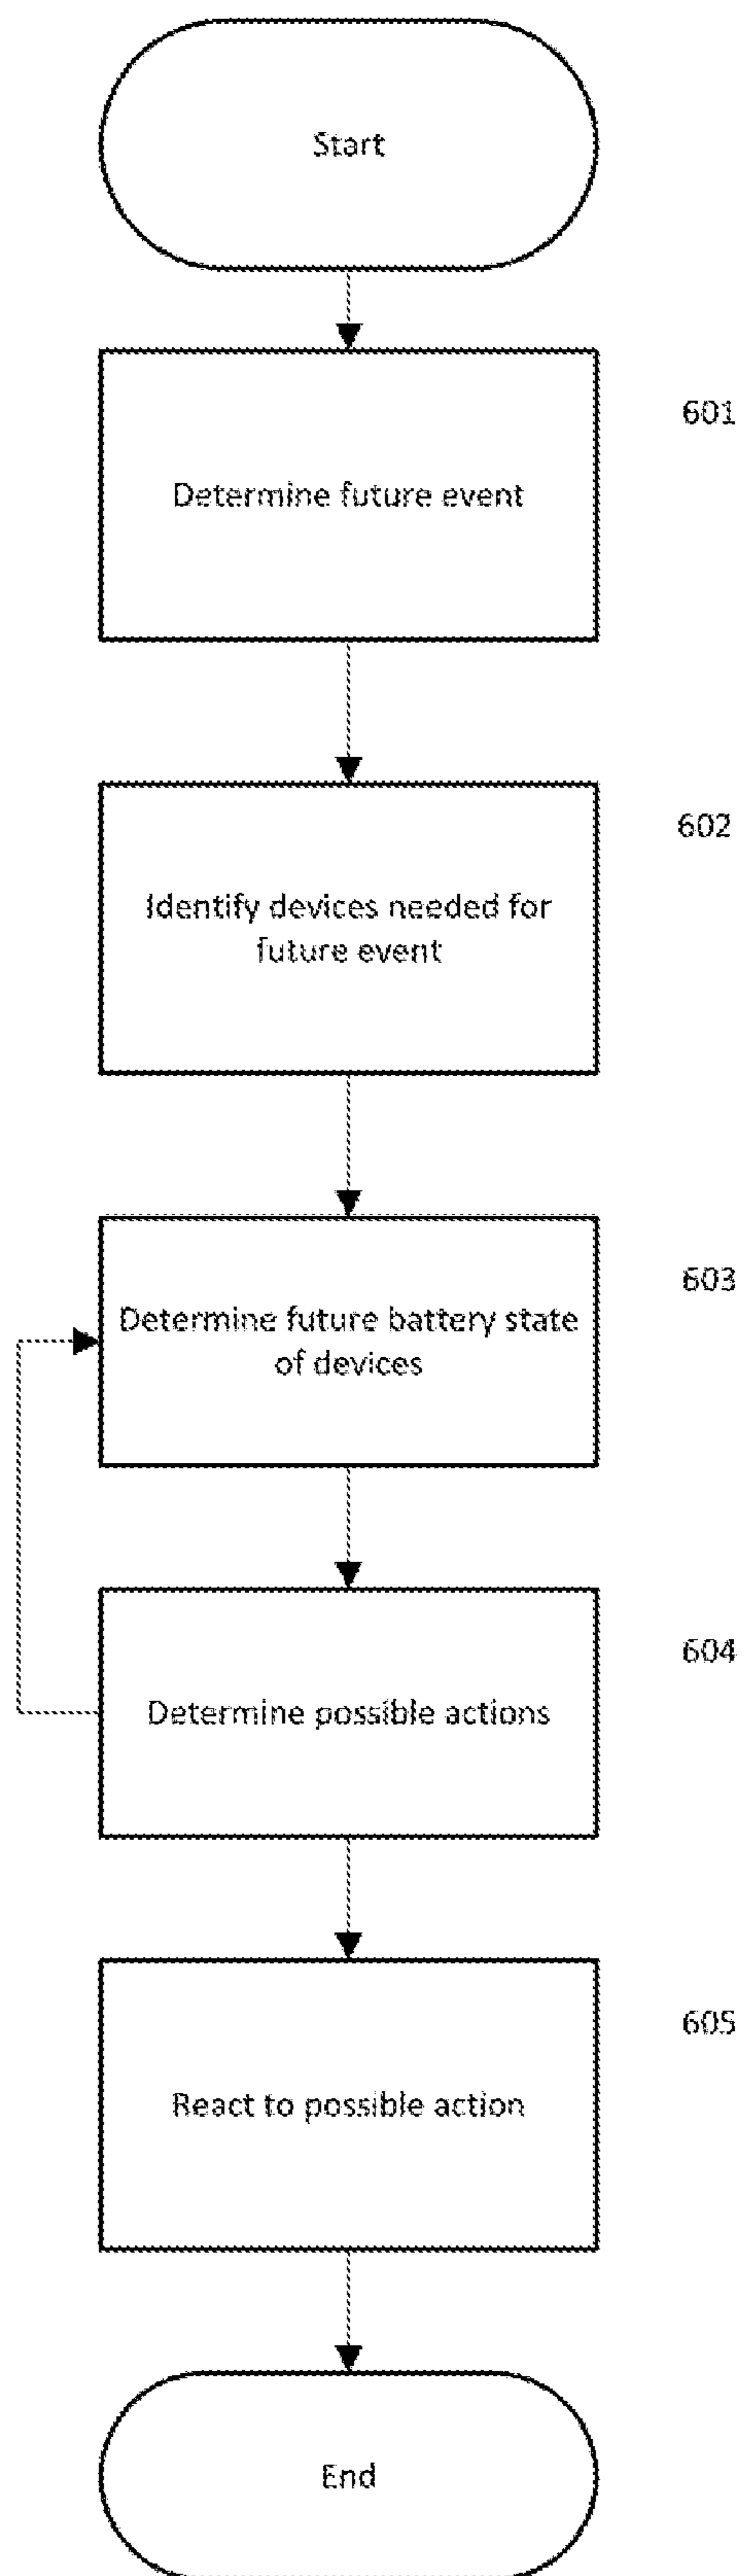 Start
601
Determine future event
602
Identify devices needed for
future event
603
Determine future battery state
of devices
604
Determine possible actions
605
React to possible action
End